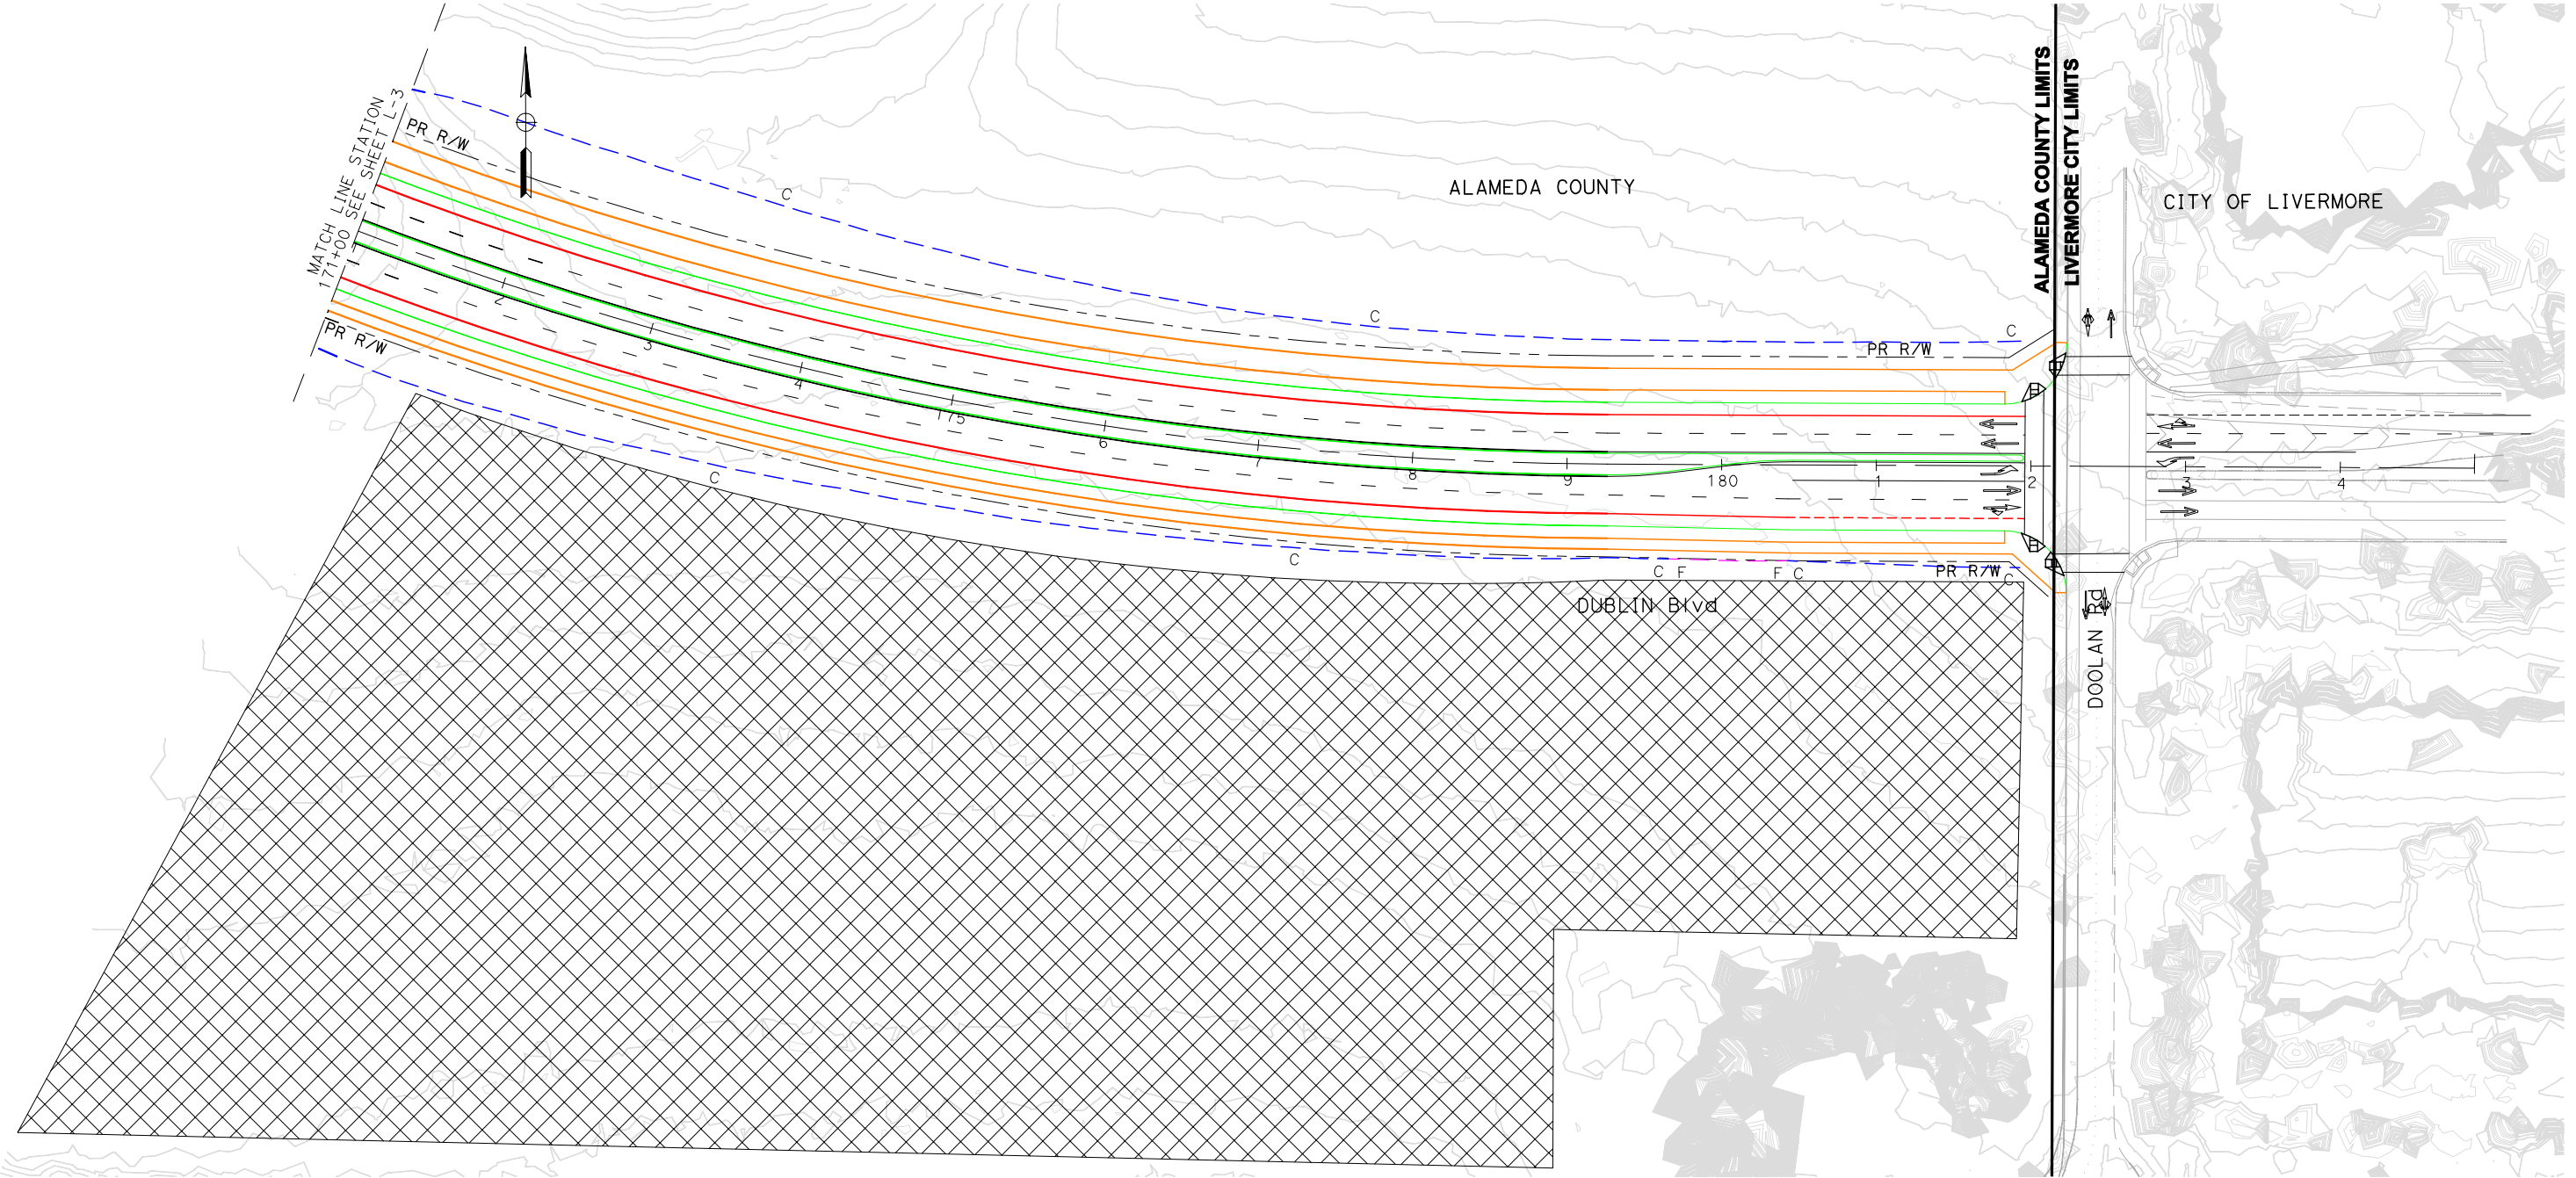 MATCH LINE STATION
171+00 SEE SHEET L-3
PR R/W
PR R/W
C
C
C
ALAMEDA COUNTY
ALAMEDA COUNTY LIMITS
LIVERMORE CITY LIMITS
CITY OF LIVERMORE
PR R/W
2
3
4
175
6
7
8
9
180
1
2
3
4
C
C
C F
F C
PR R/W
C
DUBLIN Blvd
DOOLAN Rd